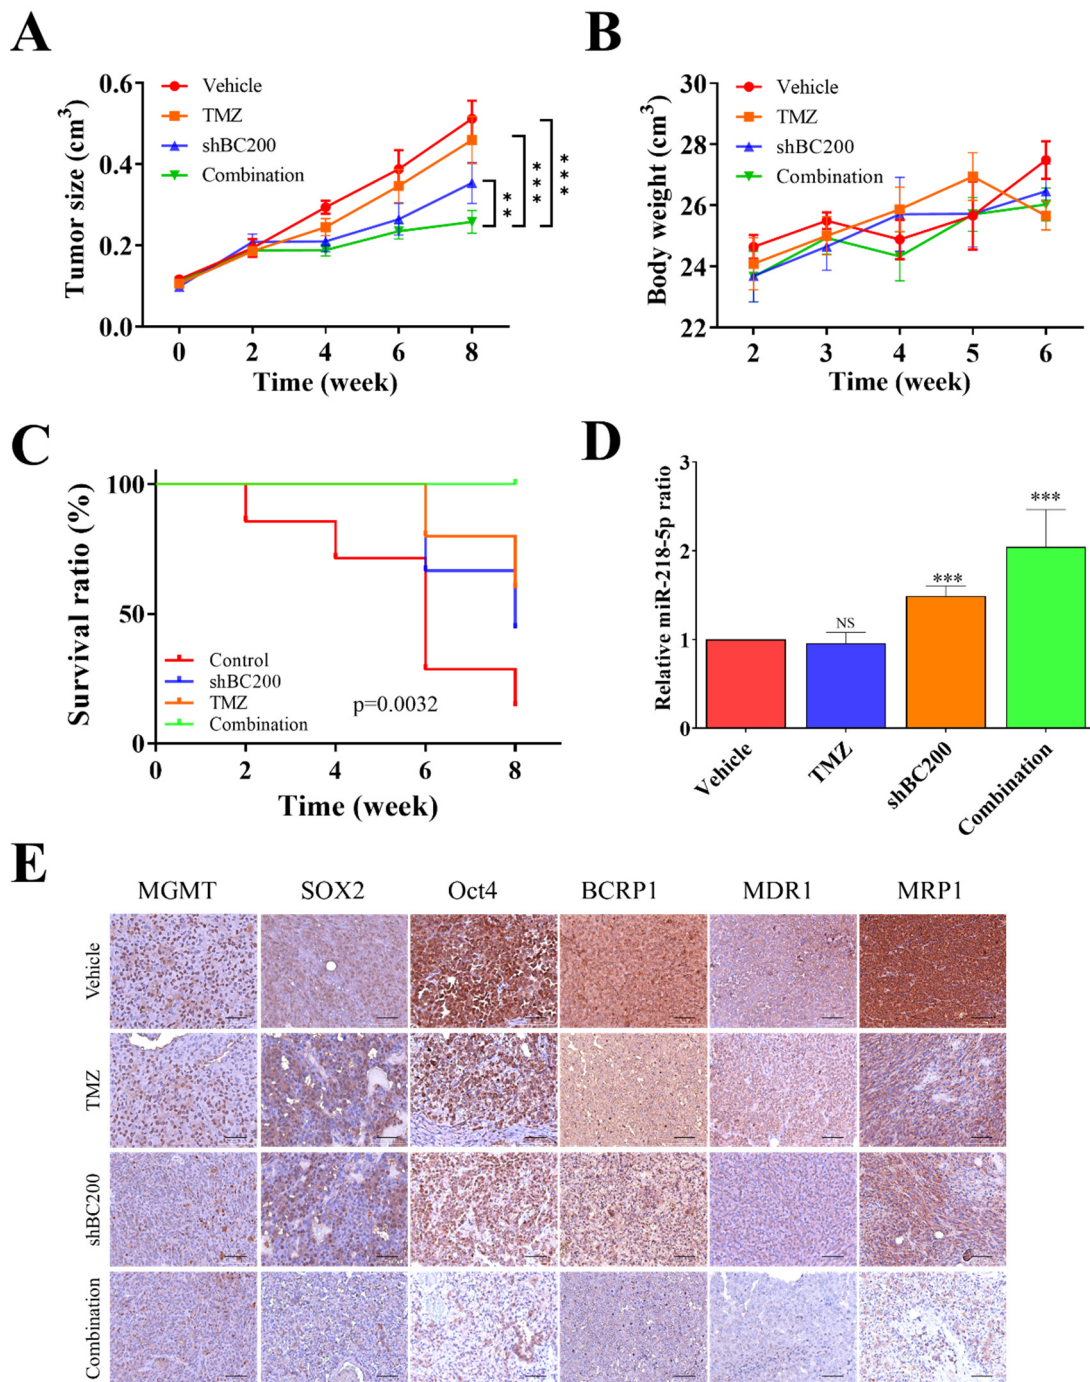 A
Tumor size (cm3)
0.6
0.4
0.2
0.0
Vehicle
TMZ
shBC200
Combination
**
***
***
0 2 4 6 8
Time (week)
B
Body weight (cm3)
30
28
26
24
22
Vehicle
TMZ
shBC200
Combination
2 3 4 5 6
Time (week)
C
Survival ratio (%)
100
50
0
Control
shBC200
TMZ
Combination
p=0.0032
0 2 4 6 8
Time (week)
D
Relative miR-218-5p ratio
3
2
1
0
NS
***
***
Vehicle
TMZ
shBC200
Combination
E
MGMT SOX2 Oct4 BCRP1 MDR1 MRP1
Vehicle
TMZ
shBC200
Combination